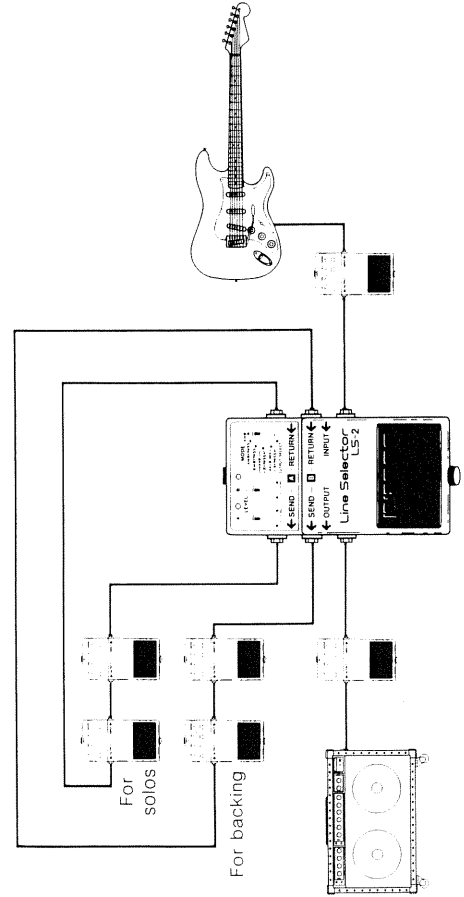 LEVEL
MODE
SEND
A
RETURN
SEND
B
RETURN
OUTPUT
INPUT
Line Selector
LS-2
For
solos
For backing